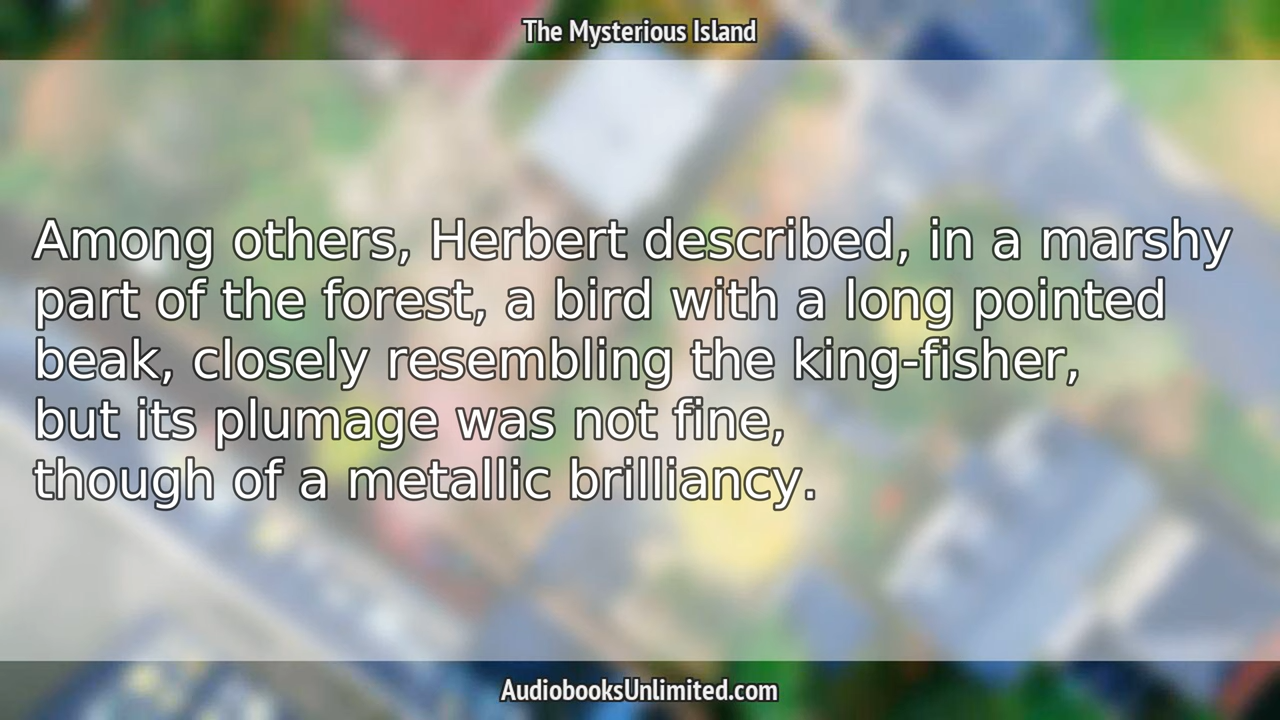 The Mysterious Island
Among others, Herbert described, in a marshy
part of the forest, a bird with a long pointed
beak, closely resembling the king-fisher,
but its plumage was not fine,
though of a metallic brilliancy.
AudiobooksUnlimited.com